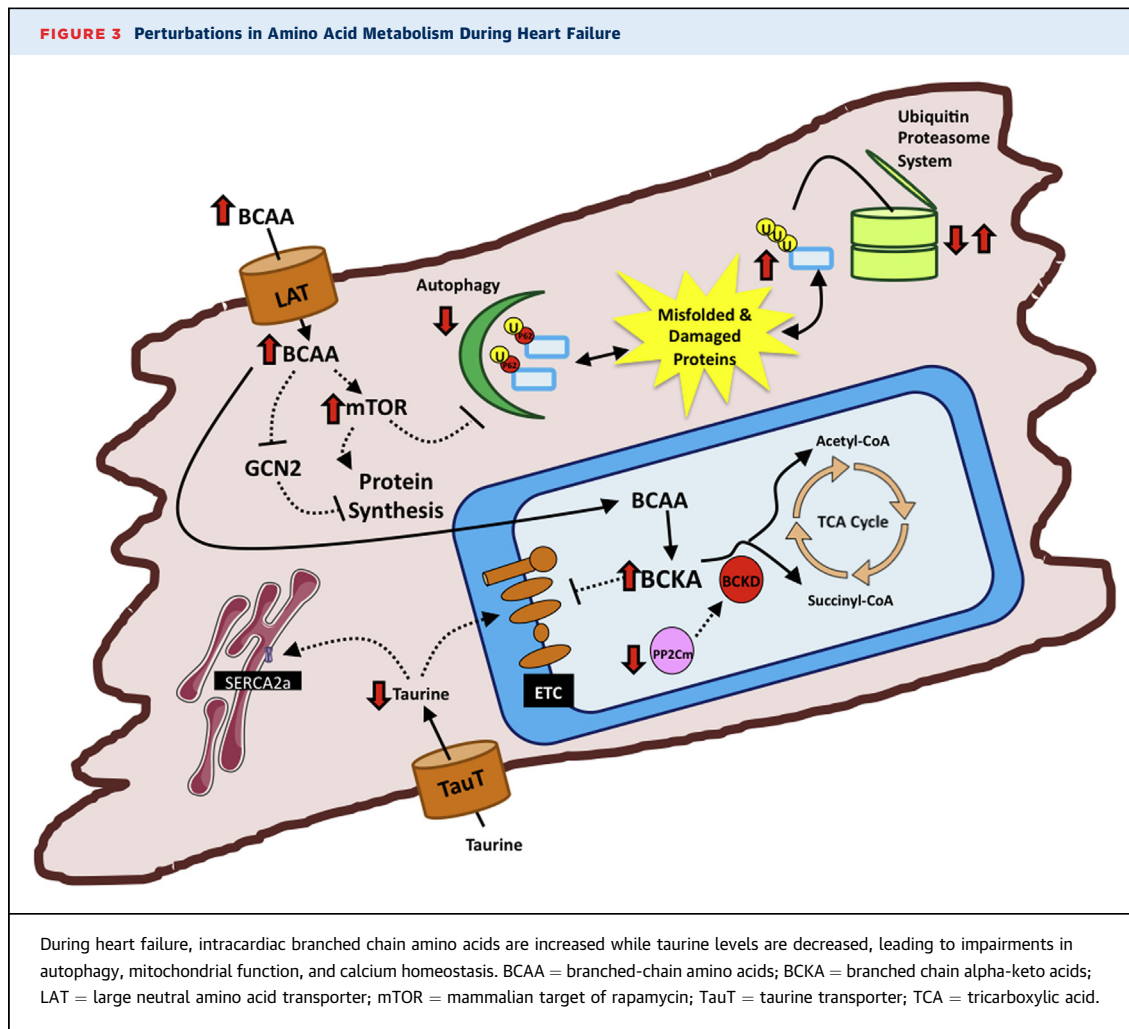 FIGURE 3 Perturbations in Amino Acid Metabolism During Heart Failure
Ubiquitin
Proteasome
System
BCAA
LAT
BCAA
mTOR
GCN2
Protein
Synthesis
Autophagy
U
P62
U
P62
U
U
U
Misfolded &
Damaged
Proteins
BCAA
BCKA
BCKD
PP2Cm
Acetyl-CoA
TCA Cycle
Succinyl-CoA
ETC
SERCA2a
Taurine
TauT
Taurine
During heart failure, intracardiac branched chain amino acids are increased while taurine levels are decreased, leading to impairments in
autophagy, mitochondrial function, and calcium homeostasis. BCAA = branched-chain amino acids; BCKA = branched chain alpha-keto acids;
LAT = large neutral amino acid transporter; mTOR = mammalian target of rapamycin; TauT = taurine transporter; TCA = tricarboxylic acid.